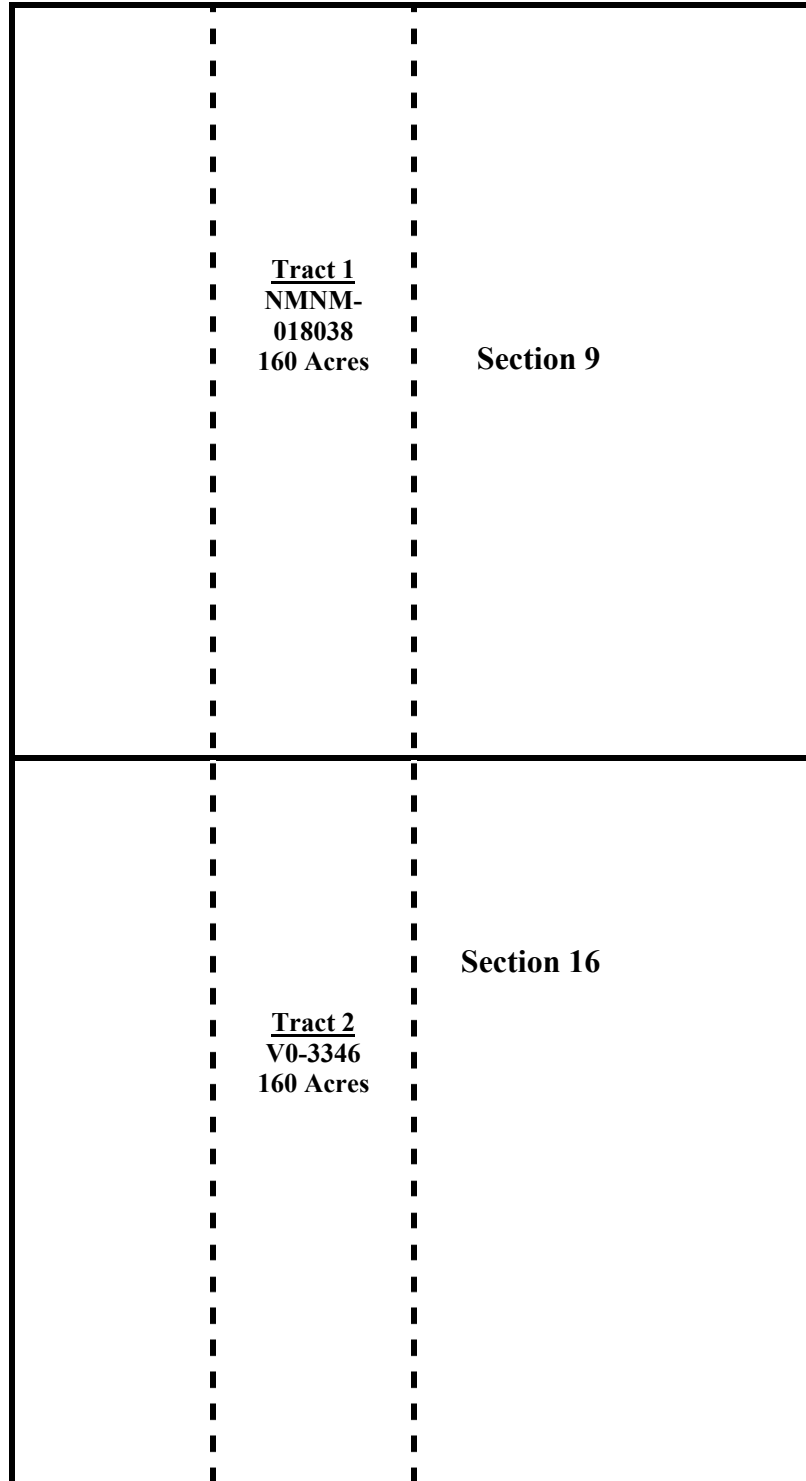 Tract 1
NMNM-
018038
160 Acres
Section 9
Section 16
Tract 2
V0-3346
160 Acres